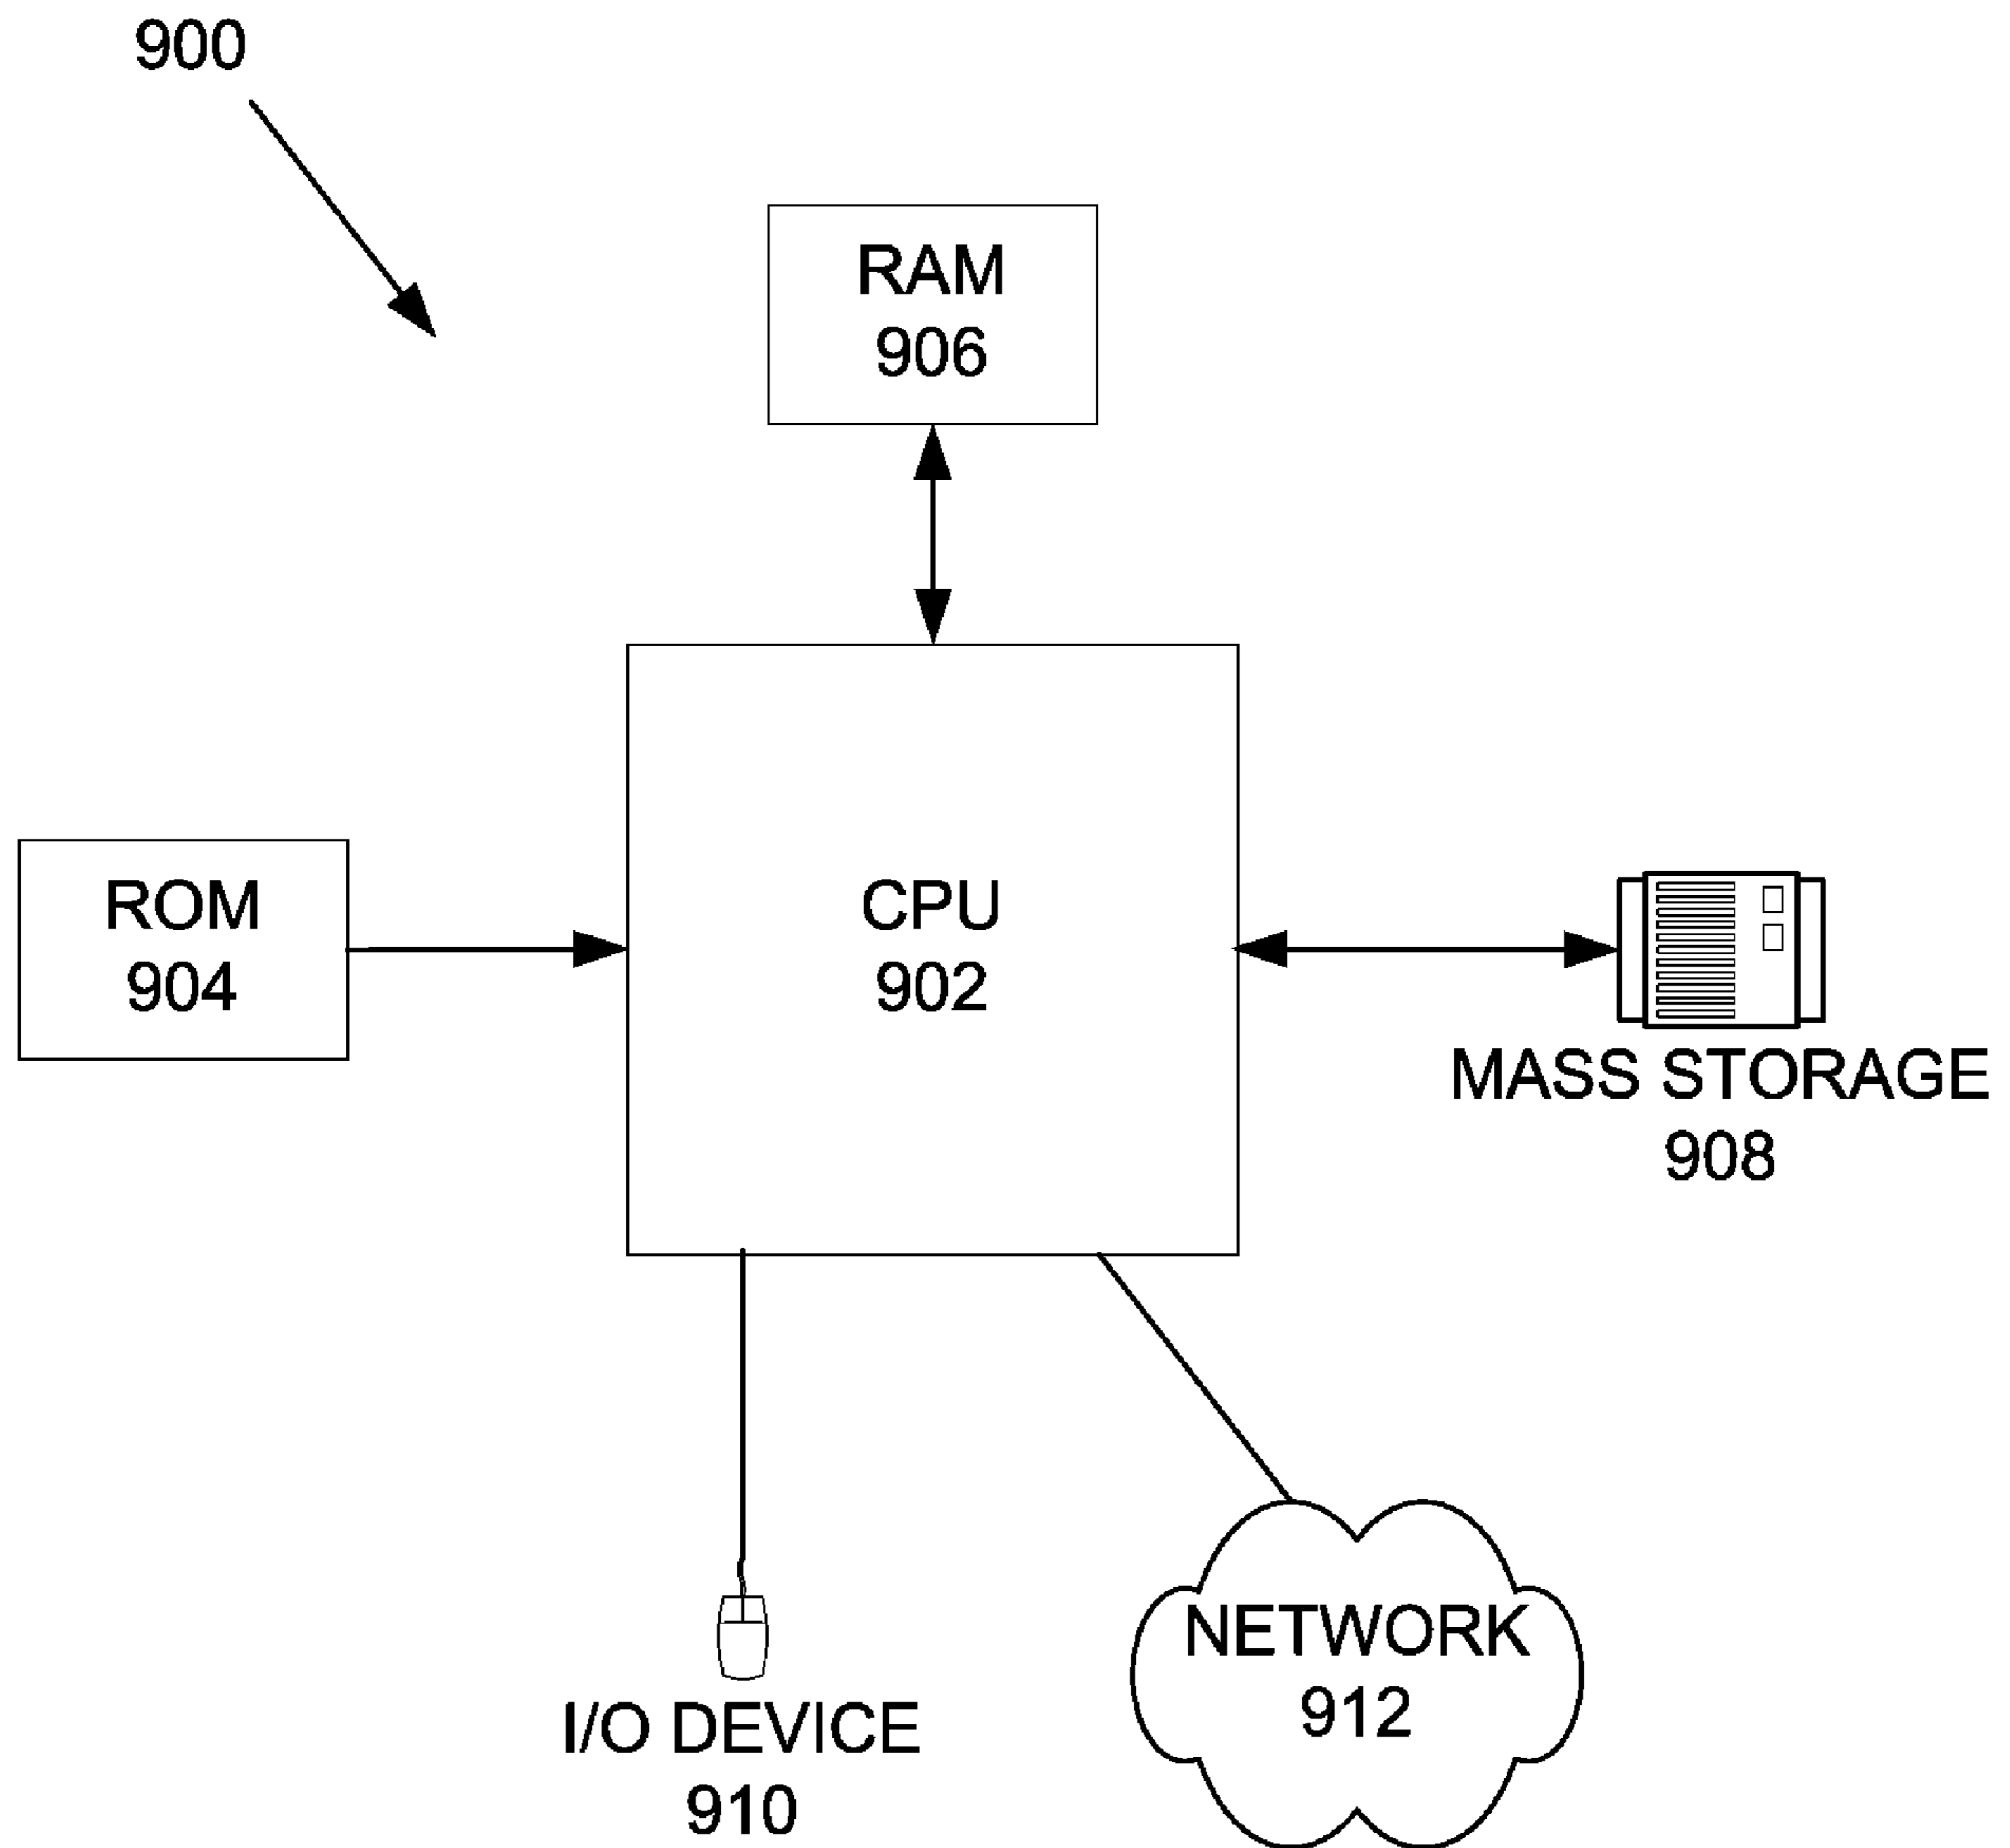 900
RAM
906
ROM
904
CPU
902
MASS STORAGE
908
I/O DEVICE
910
NETWORK
912